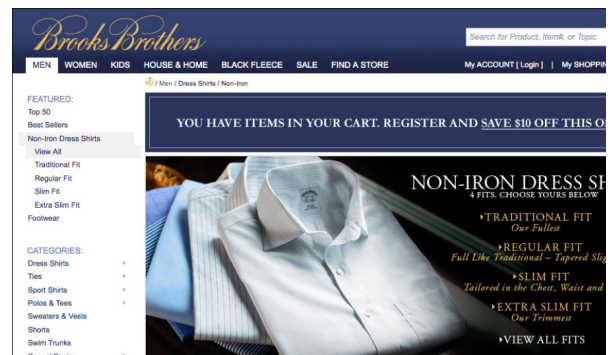 Brooks Brothers
Search for Product, Item#, or Topic
MEN WOMEN KIDS HOUSE & HOME BLACK FLEECE SALE FIND A STORE
My ACCOUNT [ Login ] | My SHOPPIN
/ Men / Dress Shirts / Non-Iron
FEATURED:
Top 50
Best Sellers
Non-Iron Dress Shirts
View All
Traditional Fit
Regular Fit
Slim Fit
Extra Slim Fit
Footwear
CATEGORIES:
Dress Shirts
Ties
Sport Shirts
Polos & Tees
Sweaters & Vests
Shorts
Swim Trunks
YOU HAVE ITEMS IN YOUR CART. REGISTER AND SAVE $10 OFF THIS O
NON-IRON DRESS SH
4 FITS. CHOOSE YOURS BELOW
TRADITIONAL FIT
Our Fullest
REGULAR FIT
Full Like Traditional – Tapered Slig
SLIM FIT
Tailored in the Chest, Waist and
EXTRA SLIM FIT
Our Trimmest
VIEW ALL FITS